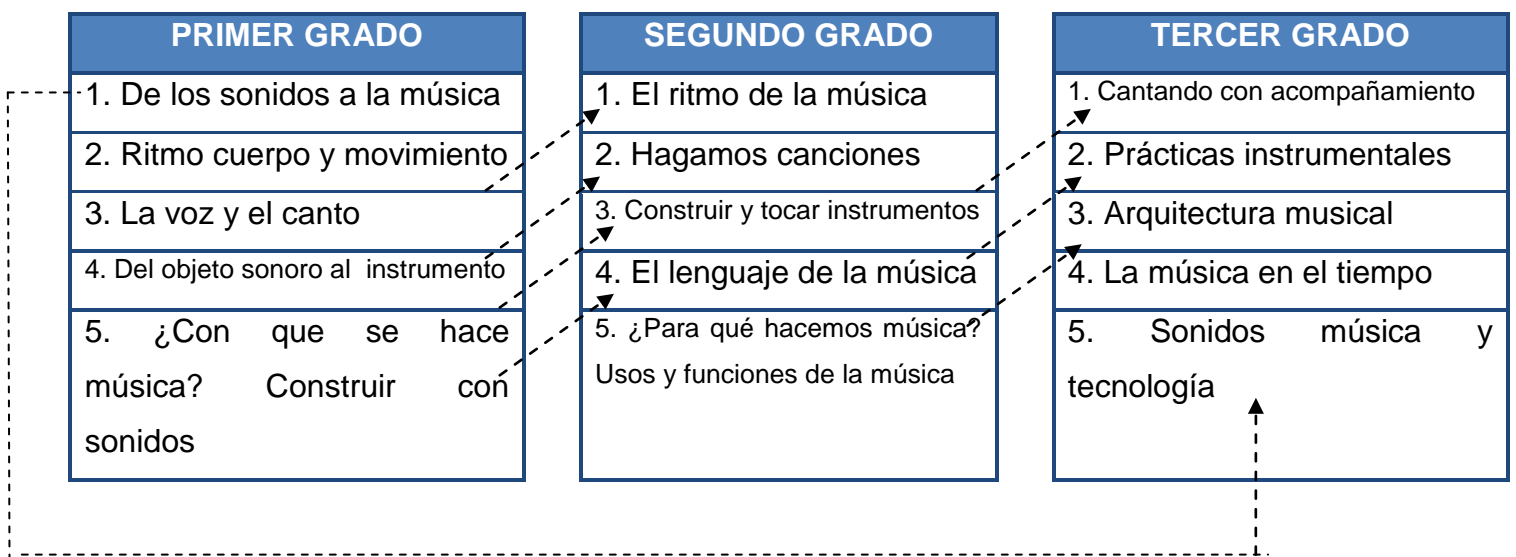 PRIMER GRADO
1. De los sonidos a la música
2. Ritmo cuerpo y movimiento
3. La voz y el canto
4. Del objeto sonoro al instrumento
5. ¿Con que se hace
música? Construir con
sonidos
SEGUNDO GRADO
1. El ritmo de la música
2. Hagamos canciones
3. Construir y tocar instrumentos
4. El lenguaje de la música
5. ¿Para qué hacemos música?
Usos y funciones de la música
TERCER GRADO
1. Cantando con acompañamiento
2. Prácticas instrumentales
3. Arquitectura musical
4. La música en el tiempo
5. Sonidos música y
tecnología